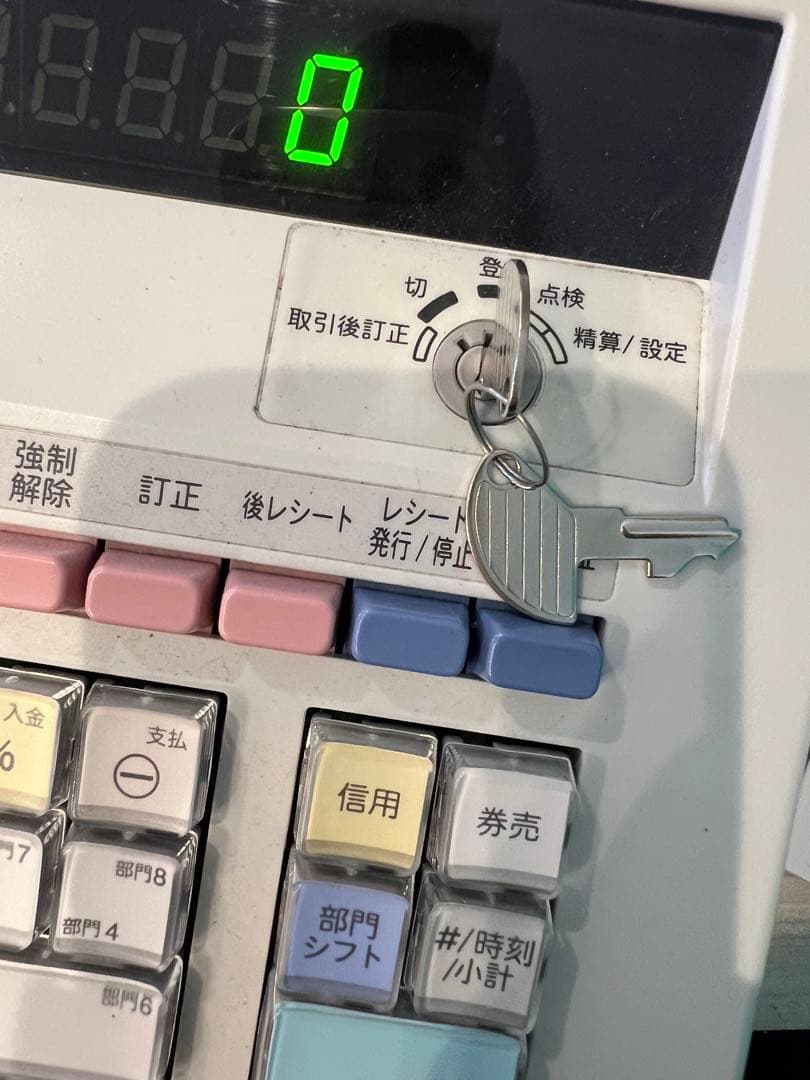 0
登
切
点検
取引後訂正
精算/設定
強制
解除
訂正
後レシート
レシート
発行/停止
入金
%
支払
⊖
信用
券売
門7
部門8
部門4
部門
シフト
#/時刻
/小計
部門6